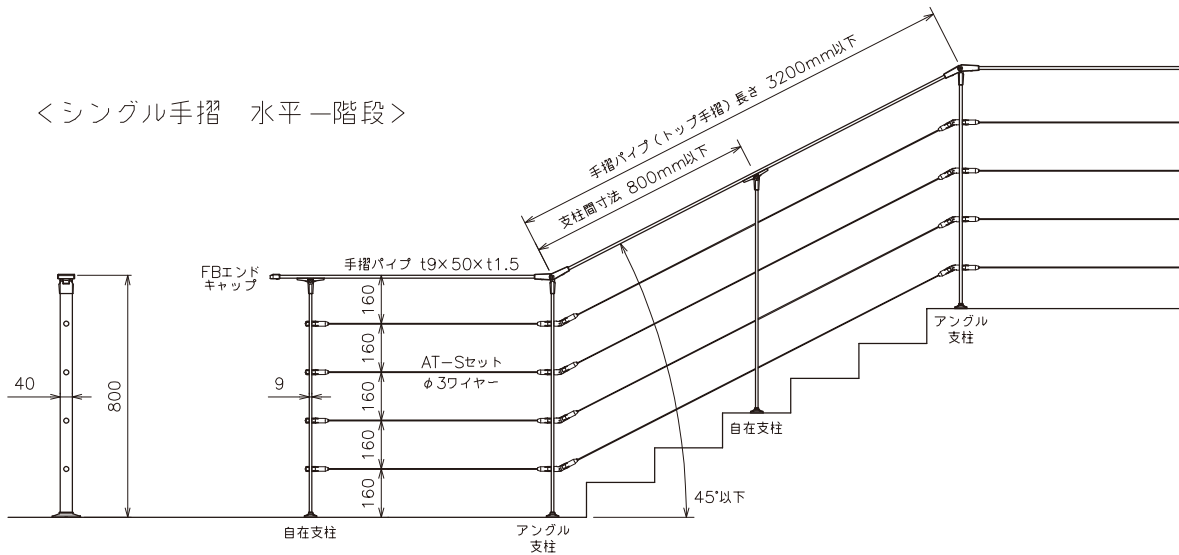 <シングル手摺　水平ー階段>
手摺パイプ(トップ手摺)長さ 3200mm以下
支柱間寸法 800mm以下
FBエンド
キャップ
手摺パイプ t9×50×t1.5
160
160
AT-Sセット
φ3ワイヤー
160
160
160
40
800
9
アングル
支柱
自在支柱
45°以下
自在支柱
アングル
支柱